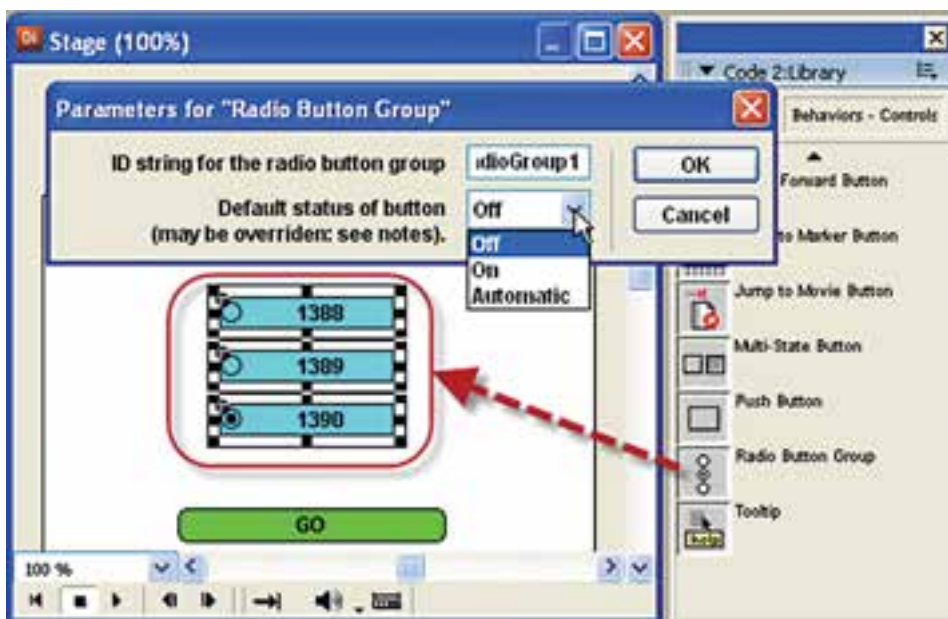 Di Stage (100%)
Code 2:Library
Behaviors - Controls
Parameters for "Radio Button Group"
ID string for the radio button group
dioGroup1
OK
Default status of button
(may be overriden: see notes).
Off
Cancel
Off
On
Automatic
1388
1389
1390
GO
Forward Button
to Marker Button
Jump to Movie Button
Multi-State Button
Push Button
Radio Button Group
Tooltip
help
100 %